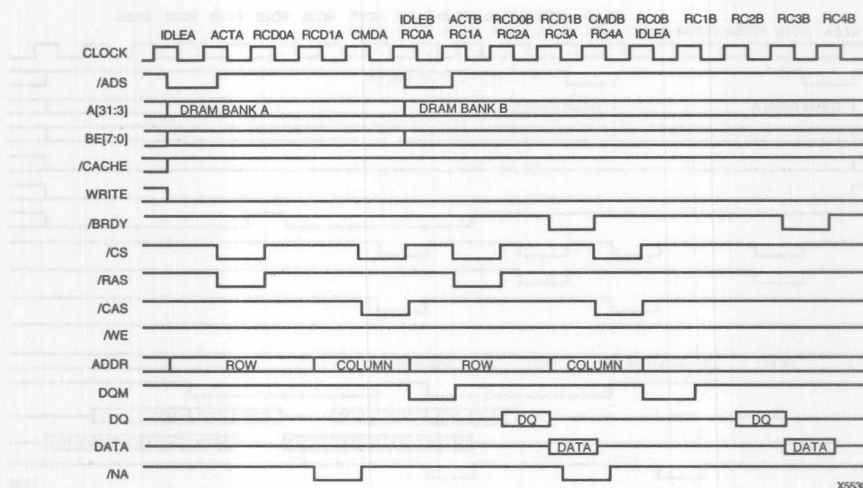 IDLEB ACTB RCD0B RCD1B CMDB RC0B RC1B RC2B RC3B RC4B
IDLEA ACTA RCD0A RCD1A CMDA RC0A RC1A RC2A RC3A RC4A IDLEA
CLOCK
/ADS
A[31:3] DRAM BANK A DRAM BANK B
BE[7:0]
/CACHE
WRITE
/BRDY
/CS
/RAS
/CAS
/WE
ADDR ROW COLUMN ROW COLUMN
DQM
DQ DQ DQ
DATA DATA DATA
/NA